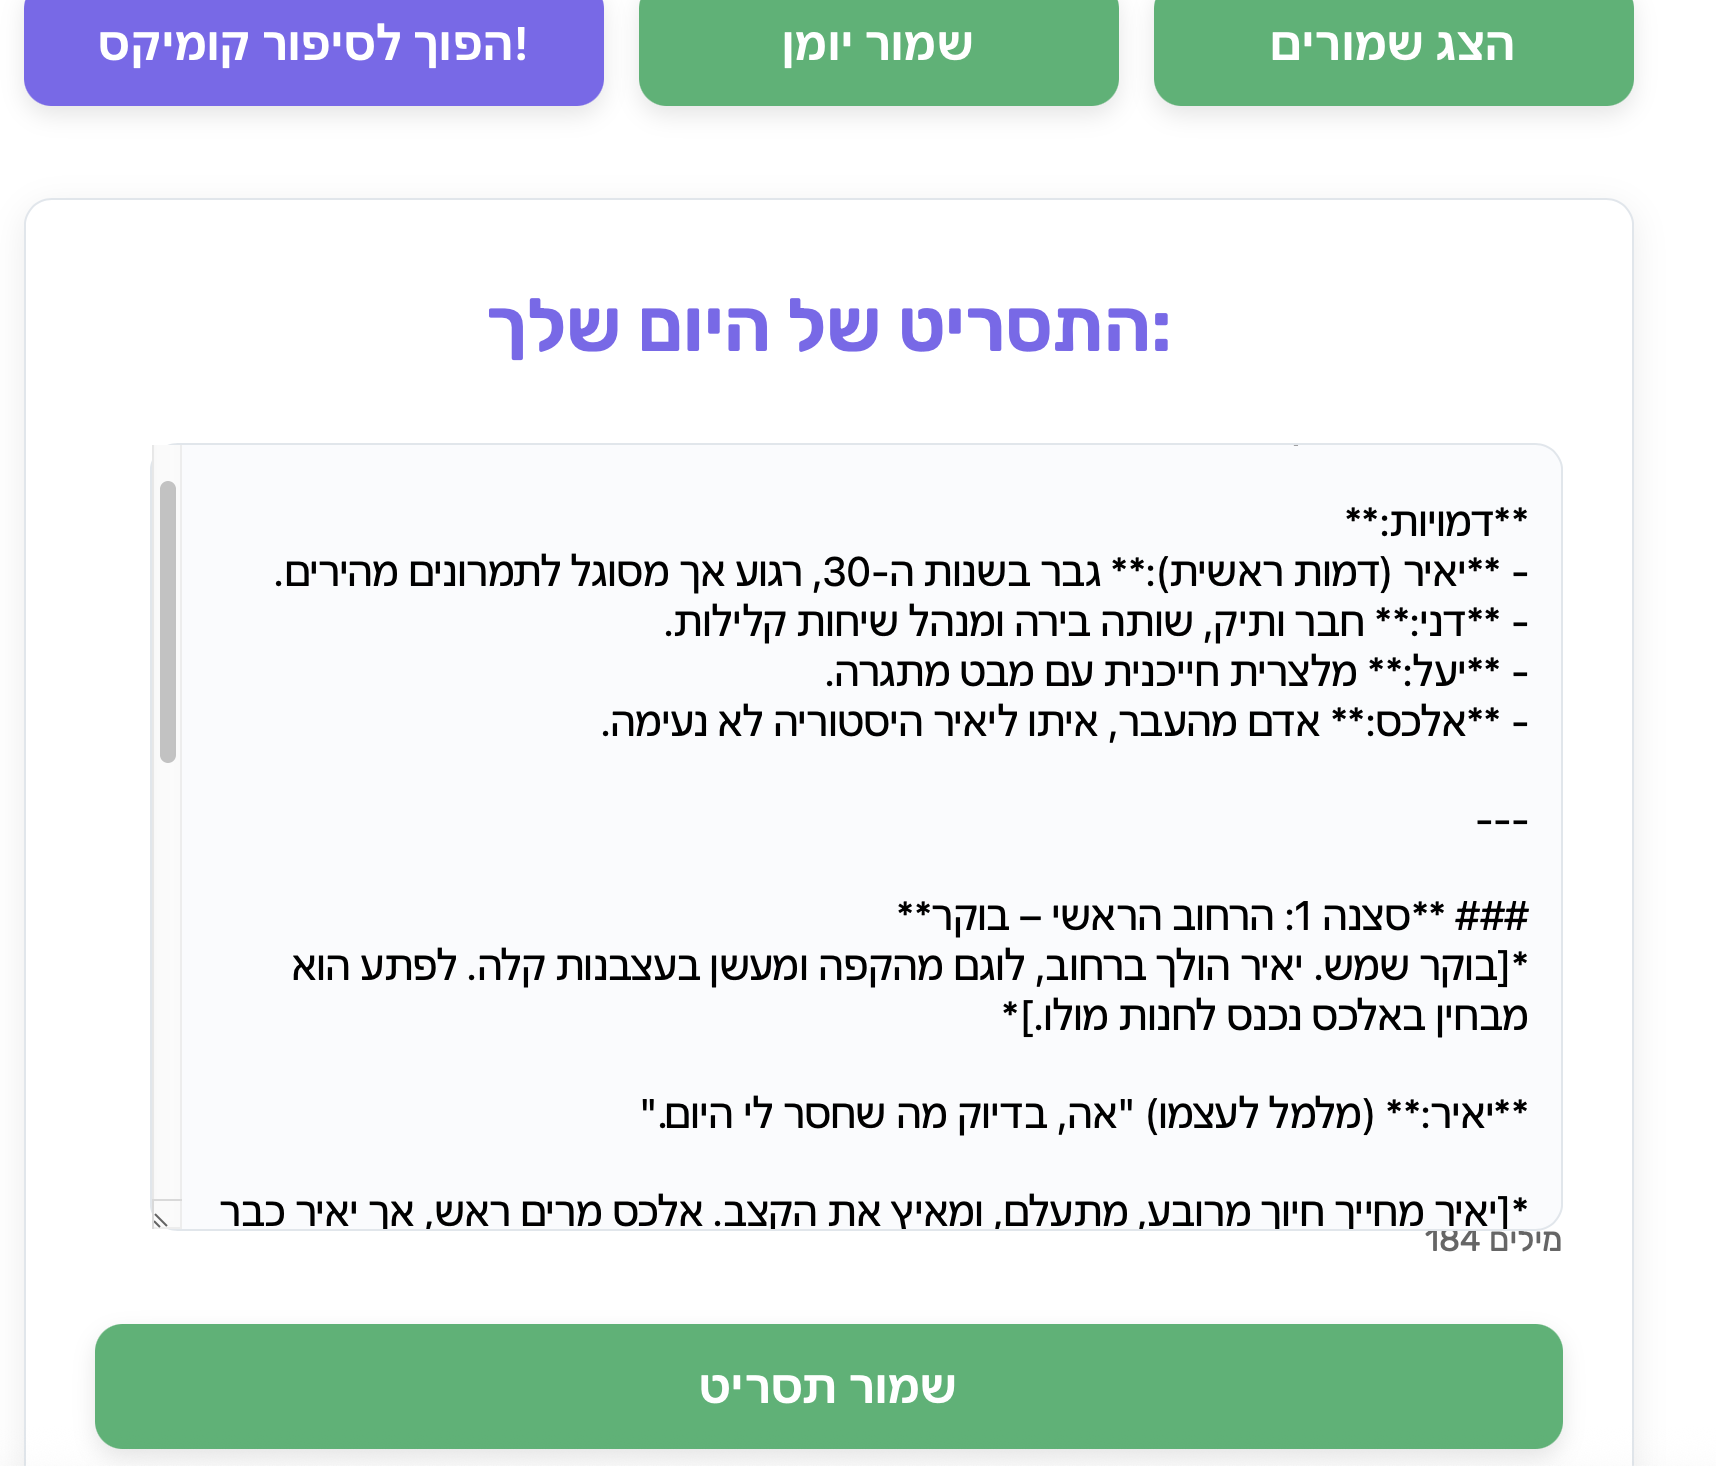 הצג שמורים
שמור יומן
הפוך לסיפור קומיקס!
התסריט של היום שלך:
**דמויות:**
- **יאיר (דמות ראשית):** גבר בשנות ה-30, רגוע אך מסוגל לתמרונים מהירים.
- **דני:** חבר ותיק, שותה בירה ומנהל שיחות קלילות.
- **יעל:** מלצרית חייכנית עם מבט מתגרה.
- **אלכס:** אדם מהעבר, איתו ליאיר היסטוריה לא נעימה.
---
### **סצנה 1: הרחוב הראשי – בוקר**
*[בוקר שמש. יאיר הולך ברחוב, לוגם מהקפה ומעשן בעצבנות קלה. לפתע הוא
מבחין באלכס נכנס לחנות מולו.]*
**יאיר:** (מלמל לעצמו) "אה, בדיוק מה שחסר לי היום."
*[יאיר מחייך חיוך מרובע, מתעלם, ומאיץ את הקצב. אלכס מרים ראש, אך יאיר כבר
184 מילים
שמור תסריט